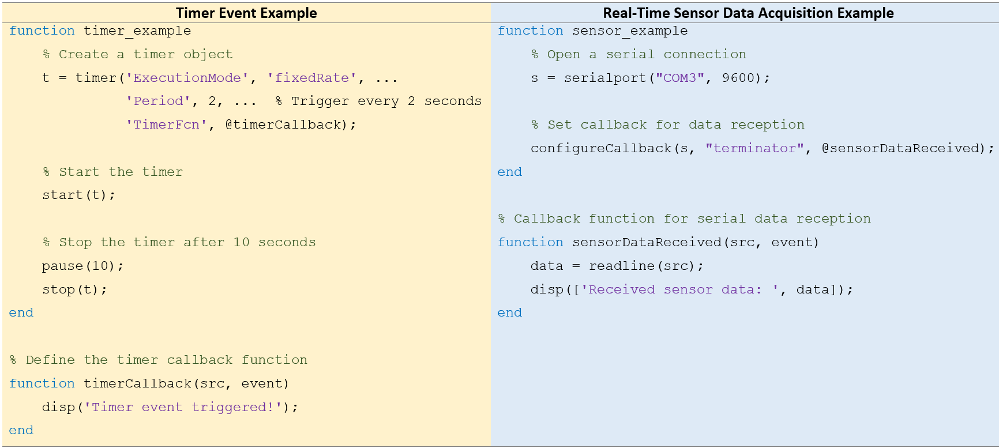 Timer Event Example
function timer_example
    % Create a timer object
    t = timer('ExecutionMode', 'fixedRate', ...
              'Period', 2, ...  % Trigger every 2 seconds
              'TimerFcn', @timerCallback);
    % Start the timer
    start(t);
    % Stop the timer after 10 seconds
    pause(10);
    stop(t);
end
% Define the timer callback function
function timerCallback(src, event)
    disp('Timer event triggered!');
end
Real-Time Sensor Data Acquisition Example
function sensor_example
    % Open a serial connection
    s = serialport("COM3", 9600);
    % Set callback for data reception
    configureCallback(s, "terminator", @sensorDataReceived);
end
% Callback function for serial data reception
function sensorDataReceived(src, event)
    data = readline(src);
    disp(['Received sensor data: ', data]);
end